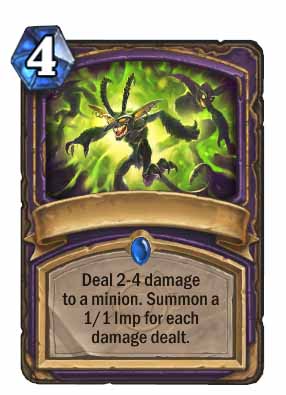 4
Deal 2-4 damage
to a minion. Summon a
1/1 Imp for each
damage dealt.